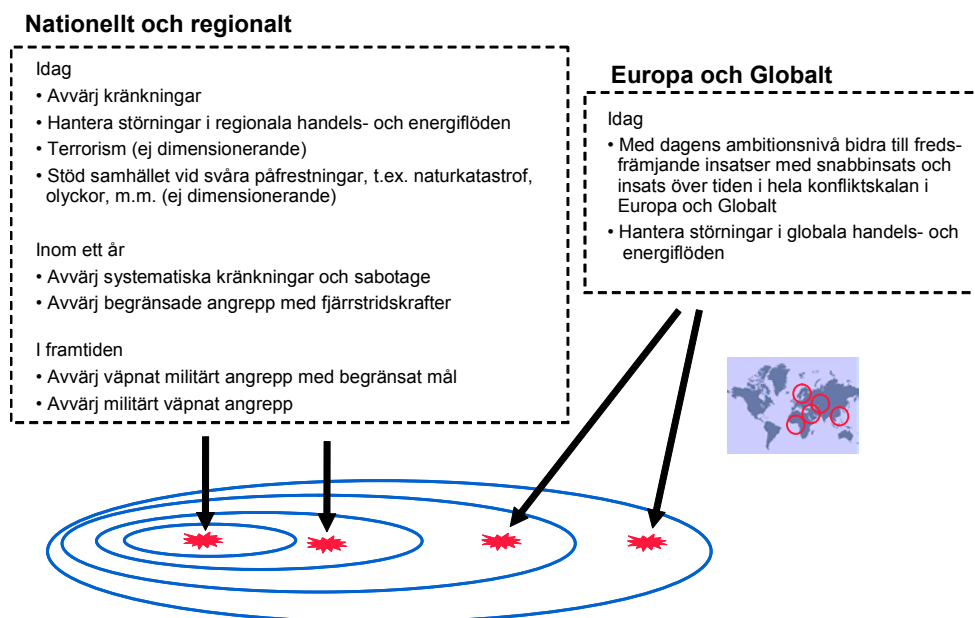 Nationellt och regionalt
Idag
• Avvärj kränkningar
• Hantera störningar i regionala handels- och energiflöden
• Terrorism (ej dimensionerande)
• Stöd samhället vid svåra påfrestningar, t.ex. naturkatastrof,
olyckor, m.m. (ej dimensionerande)
Inom ett år
• Avvärj systematiska kränkningar och sabotage
• Avvärj begränsade angrepp med fjärrstridskrafter
I framtiden
• Avvärj väpnat militärt angrepp med begränsat mål
• Avvärj militärt väpnat angrepp
Europa och Globalt
Idag
• Med dagens ambitionsnivå bidra till freds-
främjande insatser med snabbinsats och
insats över tiden i hela konfliktskalan i
Europa och Globalt
• Hantera störningar i globala handels- och
energiflöden